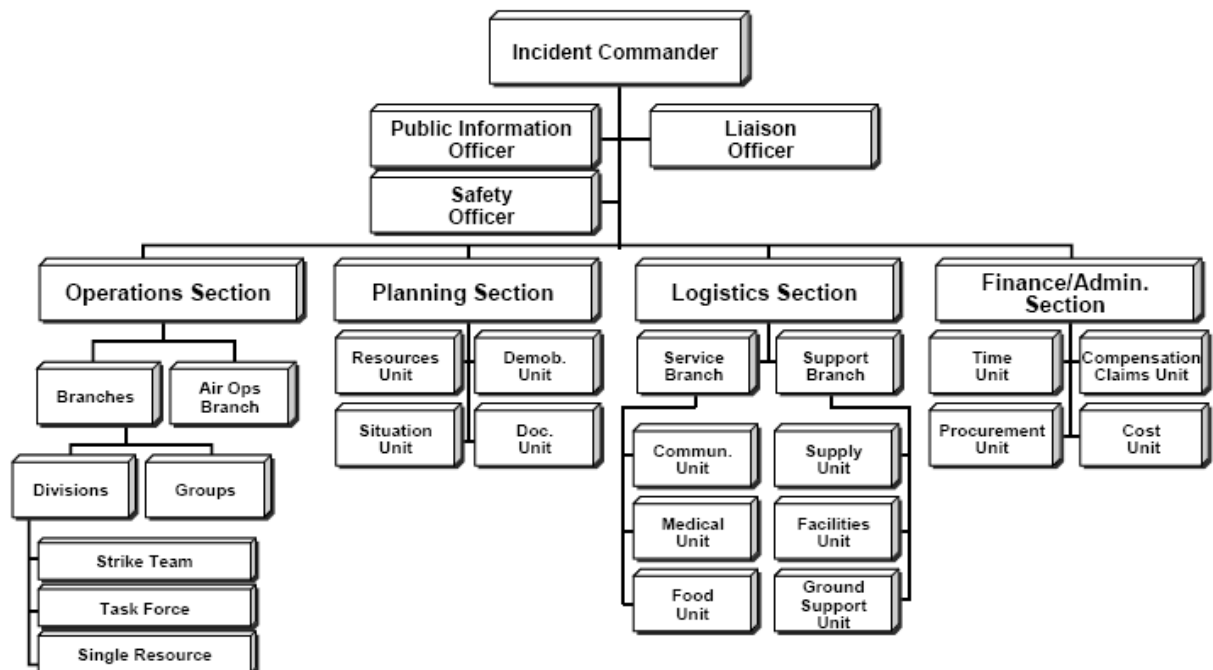 Incident Commander
Public Information
Officer
Liaison
Officer
Safety
Officer
Operations Section
Planning Section
Logistics Section
Finance/Admin.
Section
Branches
Air Ops
Branch
Divisions
Groups
Strike Team
Task Force
Single Resource
Resources
Unit
Demob.
Unit
Situation
Unit
Doc.
Unit
Service
Branch
Support
Branch
Commun.
Unit
Supply
Unit
Medical
Unit
Facilities
Unit
Food
Unit
Ground
Support
Unit
Time
Unit
Compensation
Claims Unit
Procurement
Unit
Cost
Unit